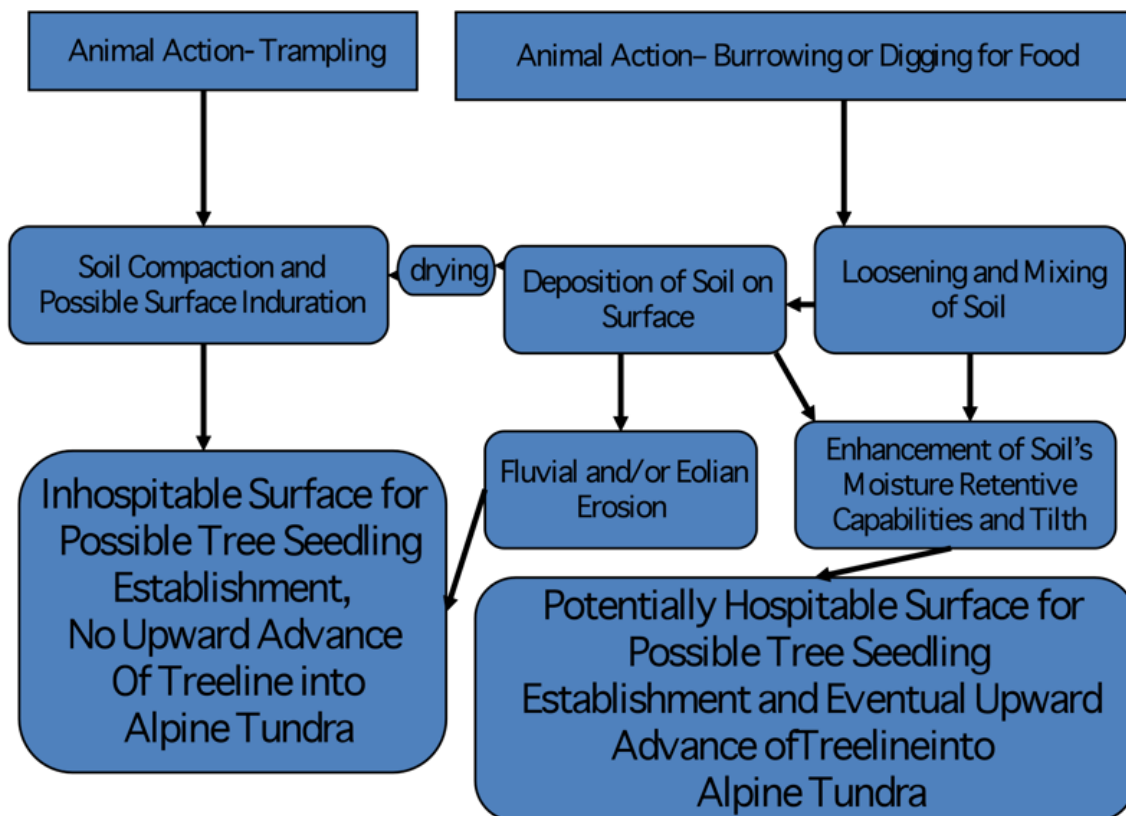 Animal Action- Trampling
Animal Action– Burrowing or Digging for Food
Soil Compaction and
Possible Surface Induration
drying
Deposition of Soil on
Surface
Loosening and Mixing
of Soil
Inhospitable Surface for
Possible Tree Seedling
Establishment,
No Upward Advance
Of Treeline into
Alpine Tundra
Fluvial and/or Eolian
Erosion
Enhancement of Soil's
Moisture Retentive
Capabilities and Tilth
Potentially Hospitable Surface for
Possible Tree Seedling
Establishment and Eventual Upward
Advance ofTreelineinto
Alpine Tundra